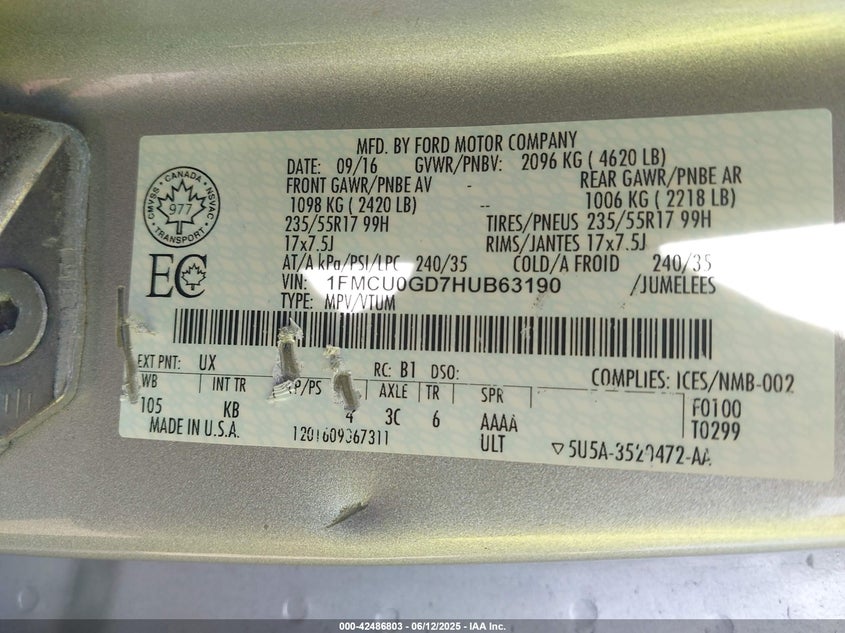 MFD. BY FORD MOTOR COMPANY
DATE: 09/16 GVWR/PNBV: 2096 KG ( 4620 LB)
FRONT GAWR/PNBE AV - REAR GAWR/PNBE AR
1098 KG ( 2420 LB) -- 1006 KG ( 2218 LB)
235/55R17 99H TIRES/PNEUS 235/55R17 99H
17x7.5J RIMS/JANTES 17x7.5J
AT/A kPa/PSI/LPC 240/35 COLD/A FROID 240/35
VIN: 1FMCU0GD7HUB63190 /JUMELEES
TYPE: MPV/VTUM
CMVSS · CANADA · NSVAC
977
TRANSPORT
EC
EXT PNT: UX RC: B1 DSO: COMPLIES: ICES/NMB-002
WB INT TR /PS AXLE TR SPR F0100
105 KB 4 3C 6 AAAA T0299
MADE IN U.S.A. ULT
▽5U5A-3520472-AA
000-42486803 - 06/12/2025 - IAA Inc.